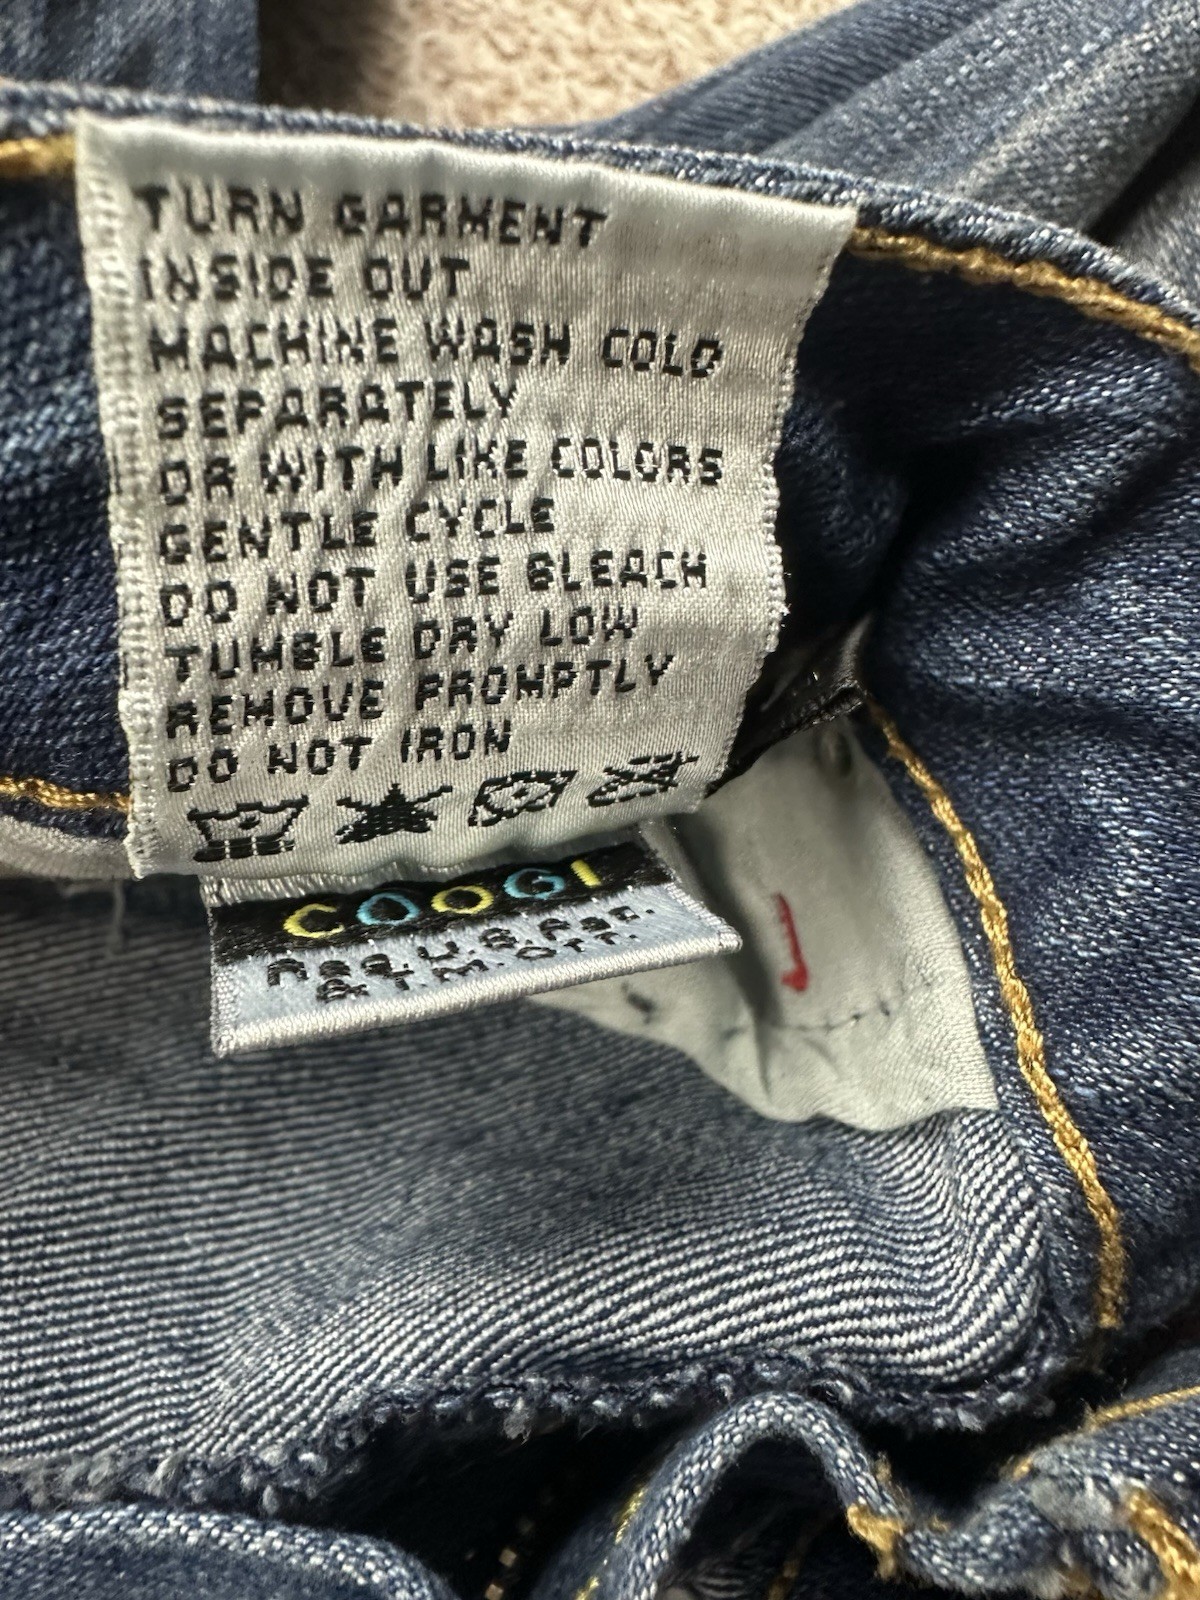 TURN GARMENT
INSIDE OUT
MACHINE WASH COLD
SEPARATELY
OR WITH LIKE COLORS
GENTLE CYCLE
DO NOT USE BLEACH
TUMBLE DRY LOW
REMOVE PROMPTLY
DO NOT IRON
COOGI
Reg. U.S. Pat.
& T.M. Off.